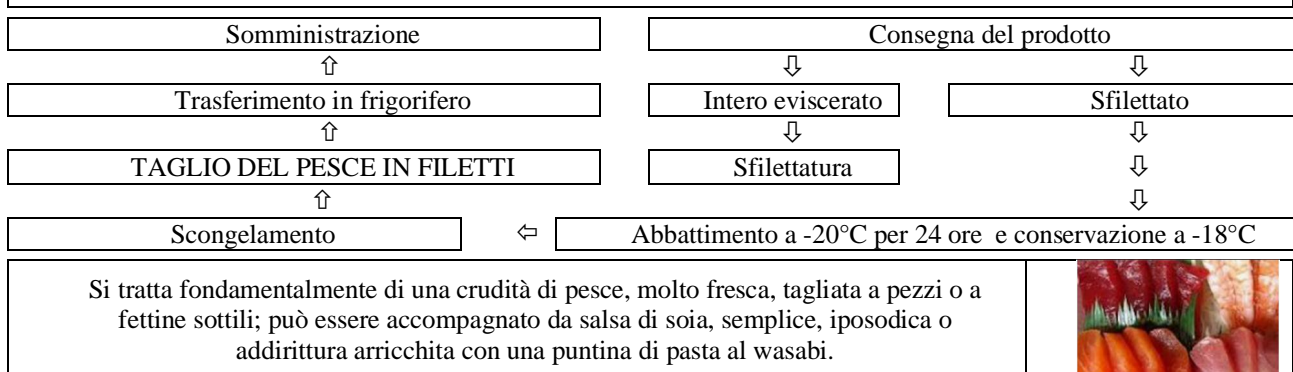 Somministrazione
Consegna del prodotto
⇧
⇩
⇩
Trasferimento in frigorifero
Intero eviscerato
Sfilettato
⇧
⇩
⇩
TAGLIO DEL PESCE IN FILETTI
Sfilettatura
⇩
⇧
⇩
Scongelamento
⇦
Abbattimento a -20°C per 24 ore e conservazione a -18°C
Si tratta fondamentalmente di una crudità di pesce, molto fresca, tagliata a pezzi o a
fettine sottili; può essere accompagnato da salsa di soia, semplice, iposodica o
addirittura arricchita con una puntina di pasta al wasabi.